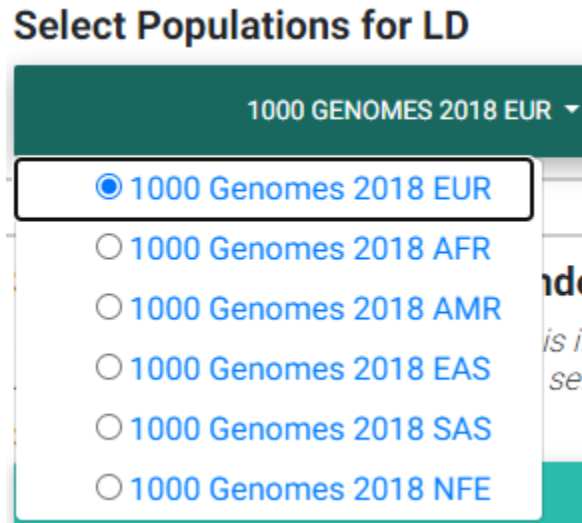 Select Populations for LD
1000 GENOMES 2018 EUR
1000 Genomes 2018 EUR
1000 Genomes 2018 AFR
1000 Genomes 2018 AMR
1000 Genomes 2018 EAS
1000 Genomes 2018 SAS
1000 Genomes 2018 NFE
is